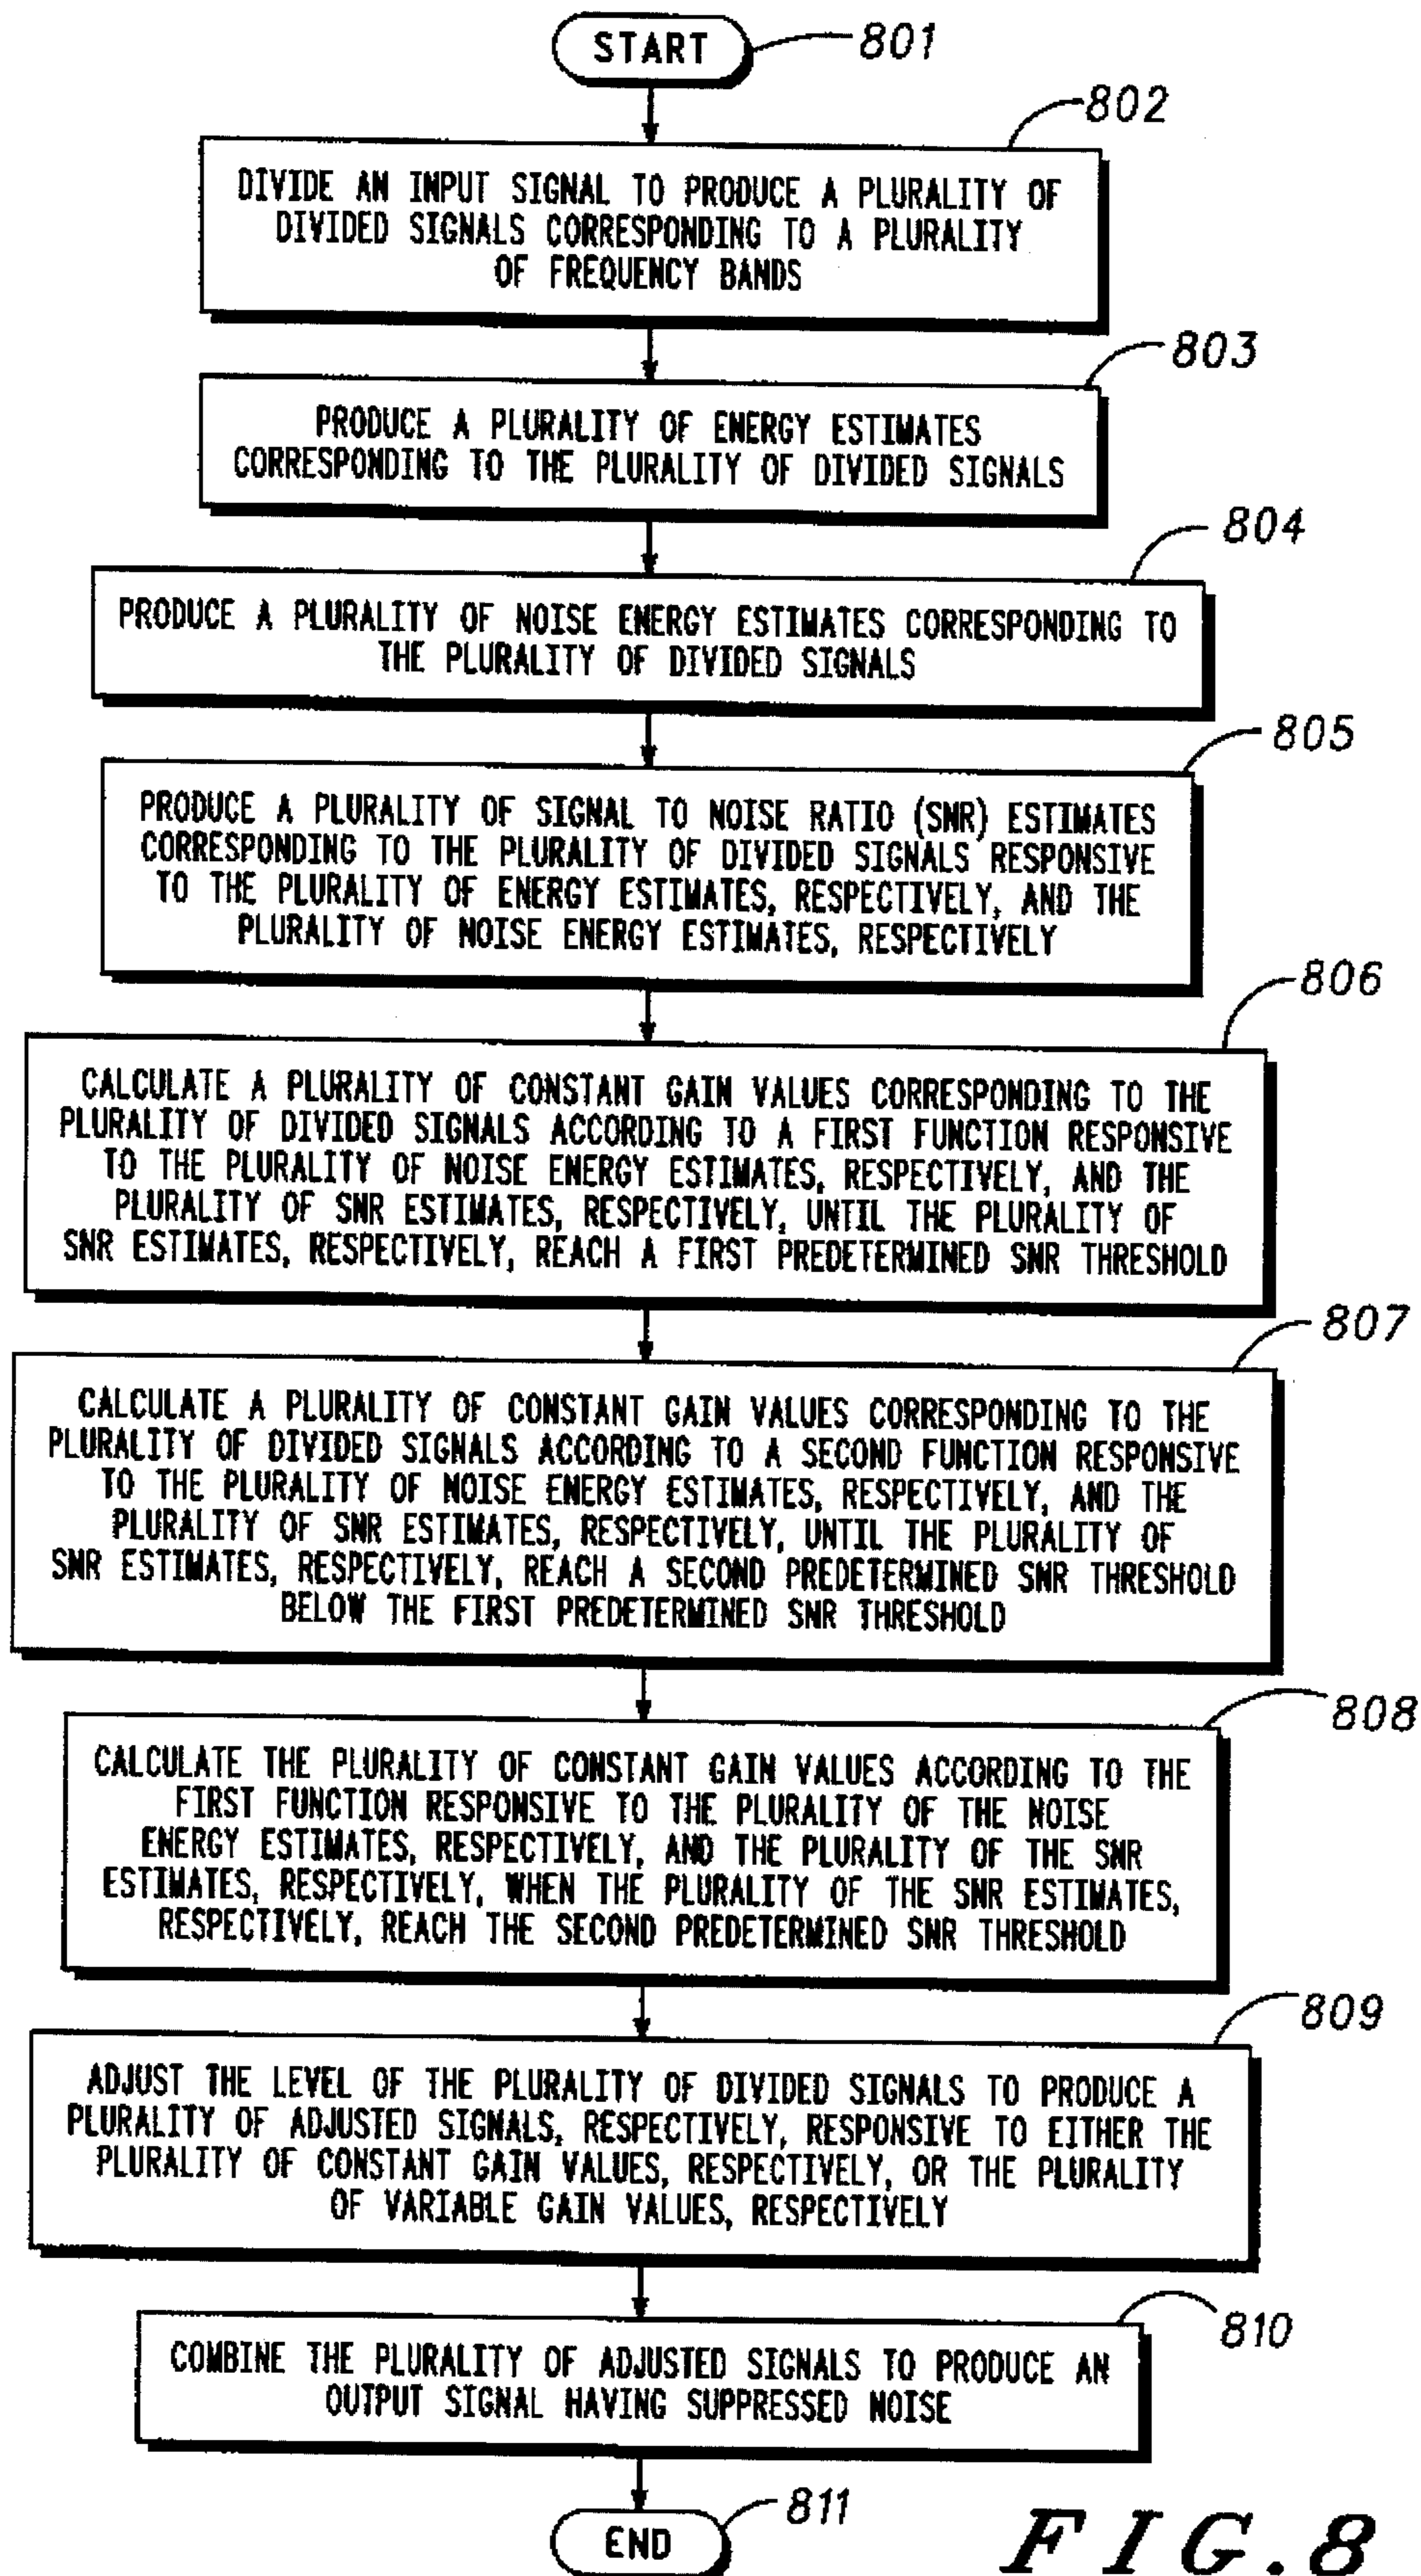 START
801
802
DIVIDE AN INPUT SIGNAL TO PRODUCE A PLURALITY OF
DIVIDED SIGNALS CORRESPONDING TO A PLURALITY
OF FREQUENCY BANDS
803
PRODUCE A PLURALITY OF ENERGY ESTIMATES
CORRESPONDING TO THE PLURALITY OF DIVIDED SIGNALS
804
PRODUCE A PLURALITY OF NOISE ENERGY ESTIMATES CORRESPONDING TO
THE PLURALITY OF DIVIDED SIGNALS
805
PRODUCE A PLURALITY OF SIGNAL TO NOISE RATIO (SNR) ESTIMATES
CORRESPONDING TO THE PLURALITY OF DIVIDED SIGNALS RESPONSIVE
TO THE PLURALITY OF ENERGY ESTIMATES, RESPECTIVELY, AND THE
PLURALITY OF NOISE ENERGY ESTIMATES, RESPECTIVELY
806
CALCULATE A PLURALITY OF CONSTANT GAIN VALUES CORRESPONDING TO THE
PLURALITY OF DIVIDED SIGNALS ACCORDING TO A FIRST FUNCTION RESPONSIVE
TO THE PLURALITY OF NOISE ENERGY ESTIMATES, RESPECTIVELY, AND THE
PLURALITY OF SNR ESTIMATES, RESPECTIVELY, UNTIL THE PLURALITY OF
SNR ESTIMATES, RESPECTIVELY, REACH A FIRST PREDETERMINED SNR THRESHOLD
807
CALCULATE A PLURALITY OF CONSTANT GAIN VALUES CORRESPONDING TO THE
PLURALITY OF DIVIDED SIGNALS ACCORDING TO A SECOND FUNCTION RESPONSIVE
TO THE PLURALITY OF NOISE ENERGY ESTIMATES, RESPECTIVELY, AND THE
PLURALITY OF SNR ESTIMATES, RESPECTIVELY, UNTIL THE PLURALITY OF
SNR ESTIMATES, RESPECTIVELY, REACH A SECOND PREDETERMINED SNR THRESHOLD
BELOW THE FIRST PREDETERMINED SNR THRESHOLD
808
CALCULATE THE PLURALITY OF CONSTANT GAIN VALUES ACCORDING TO THE
FIRST FUNCTION RESPONSIVE TO THE PLURALITY OF THE NOISE
ENERGY ESTIMATES, RESPECTIVELY, AND THE PLURALITY OF THE SNR
ESTIMATES, RESPECTIVELY, WHEN THE PLURALITY OF THE SNR ESTIMATES,
RESPECTIVELY, REACH THE SECOND PREDETERMINED SNR THRESHOLD
809
ADJUST THE LEVEL OF THE PLURALITY OF DIVIDED SIGNALS TO PRODUCE A
PLURALITY OF ADJUSTED SIGNALS, RESPECTIVELY, RESPONSIVE TO EITHER THE
PLURALITY OF CONSTANT GAIN VALUES, RESPECTIVELY, OR THE PLURALITY
OF VARIABLE GAIN VALUES, RESPECTIVELY
810
COMBINE THE PLURALITY OF ADJUSTED SIGNALS TO PRODUCE AN
OUTPUT SIGNAL HAVING SUPPRESSED NOISE
811
END
FIG.8